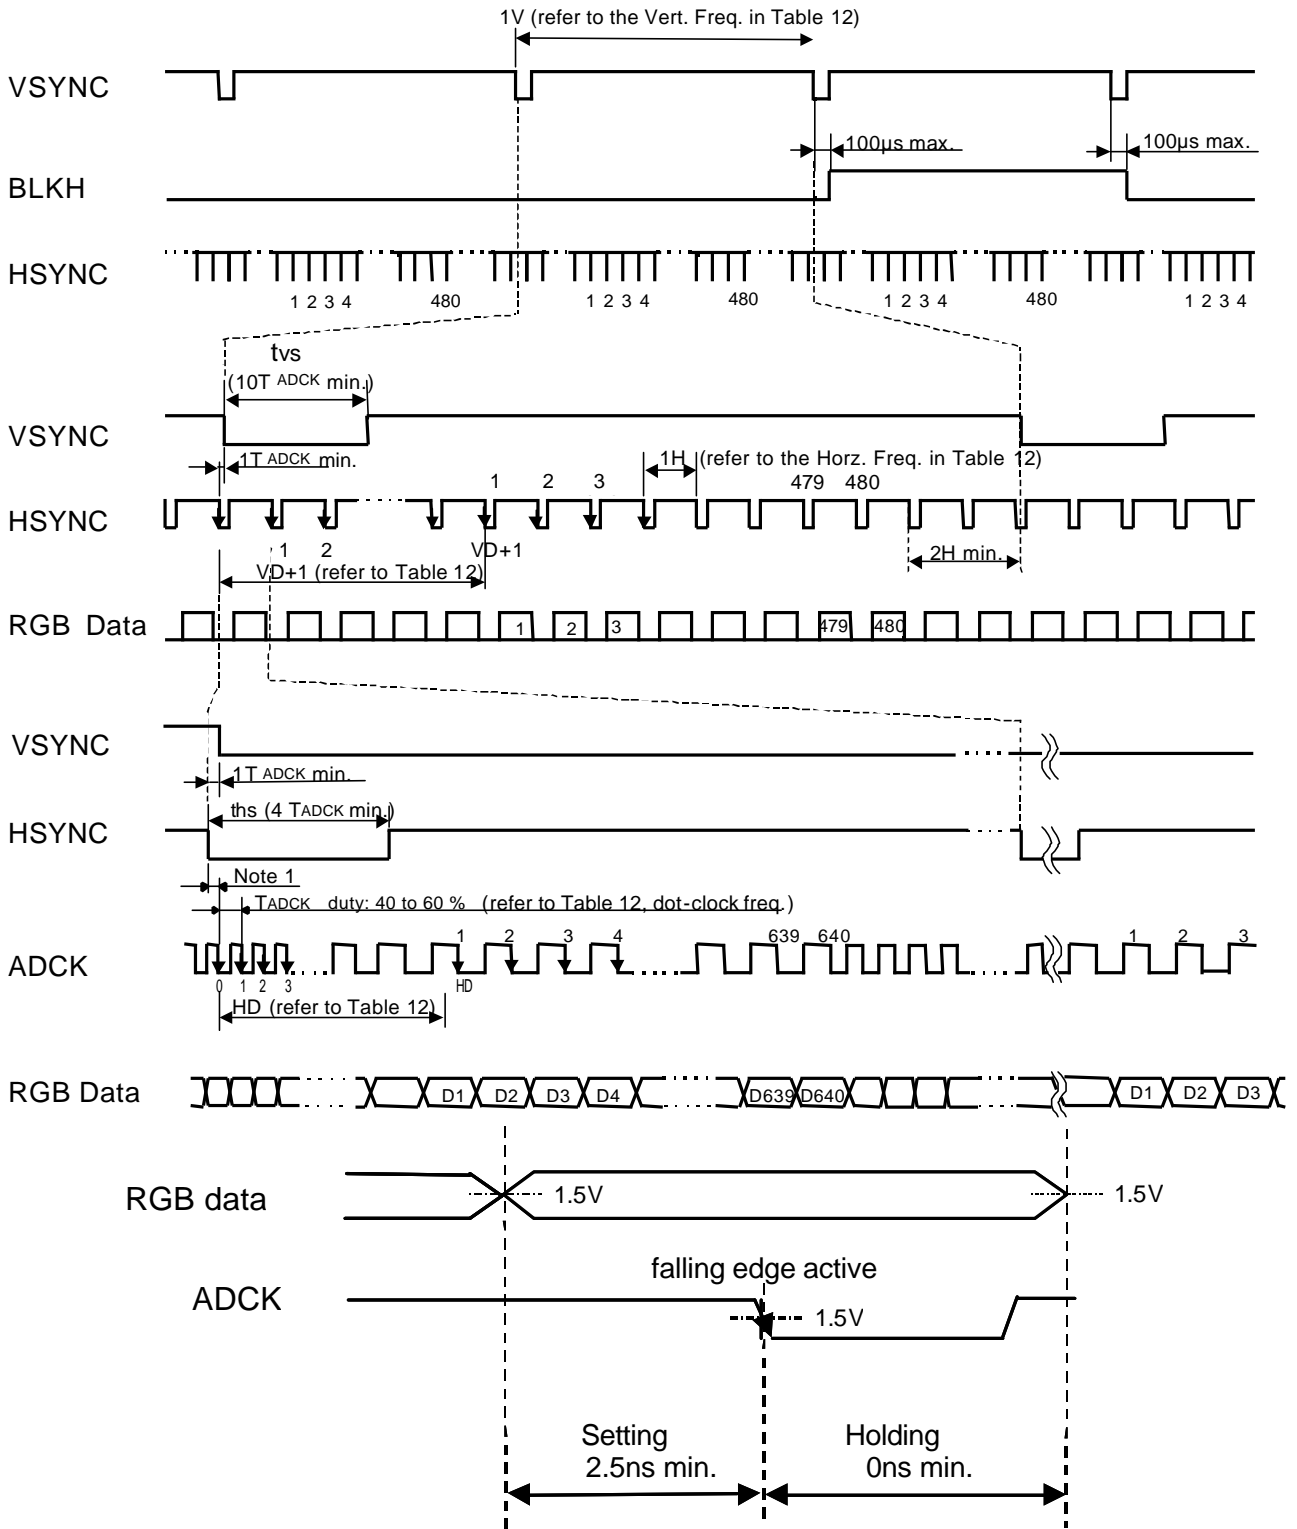 1V (refer to the Vert. Freq. in Table 12)
VSYNC
100µs max.
100µs max.
BLKH
HSYNC
1 2 3 4
480
1 2 3 4
480
1 2 3 4
480
1 2 3 4
tvs
(10T ADCK min.)
VSYNC
1T ADCK min.
1H (refer to the Horz. Freq. in Table 12)
1 2 3
479 480
HSYNC
1 2
VD+1
2H min.
VD+1 (refer to Table 12)
RGB Data
1 2 3
479 480
VSYNC
1T ADCK min.
ths (4 TADCK min.)
HSYNC
Note 1
TADCK duty: 40 to 60 % (refer to Table 12, dot-clock freq.)
1 2 3 4
639 640
1 2 3
ADCK
0 1 2 3
HD
HD (refer to Table 12)
RGB Data
D1 D2 D3 D4
D639 D640
D1 D2 D3
RGB data
1.5V
1.5V
falling edge active
ADCK
1.5V
Setting
2.5ns min.
Holding
0ns min.